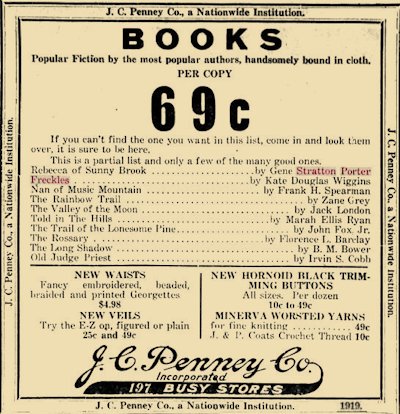 J. C. Penney Co., a Nationwide Institution.
BOOKS
Popular Fiction by the most popular authors, handsomely bound in cloth.
PER COPY
69c
If you can't find the one you want in this list, come in and look them
over, it is sure to be here.
This is a partial list and only a few of the many good ones.
Rebecca of Sunny Brook ..... by Gene Stratton Porter
Freckles ..... by Kate Douglas Wiggins
Nan of Music Mountain ..... by Frank H. Spearman
The Rainbow Trail ..... by Zane Grey
The Valley of the Moon ..... by Jack London
Told in The Hills ..... by Marah Ellis Ryan
The Trail of the Lonesome Pine ..... by John Fox, Jr.
The Rossary ..... by Florence L. Barclay
The Long Shadow ..... by B. M. Bower
Old Judge Priest ..... by Irvin S. Cobb
NEW WAISTS
Fancy embroidered, beaded,
braided and printed Georgettes
$4.98
NEW VEILS
Try the E-Z op, figured or plain
25c and 49c
NEW HORNOID BLACK TRIM-
MING BUTTONS
All sizes. Per dozen
10c to 49c
MINERVA WORSTED YARNS
for fine knitting ..... 49c
J. & P. Coats Crochet Thread 10c
J. C. Penney Co.
Incorporated
197 BUSY STORES
J. C. Penney Co., a Nationwide Institution.
1919.
J. C. Penney Co., a Nationwide Institution.
J. C. Penney Co., a Nationwide Institution.